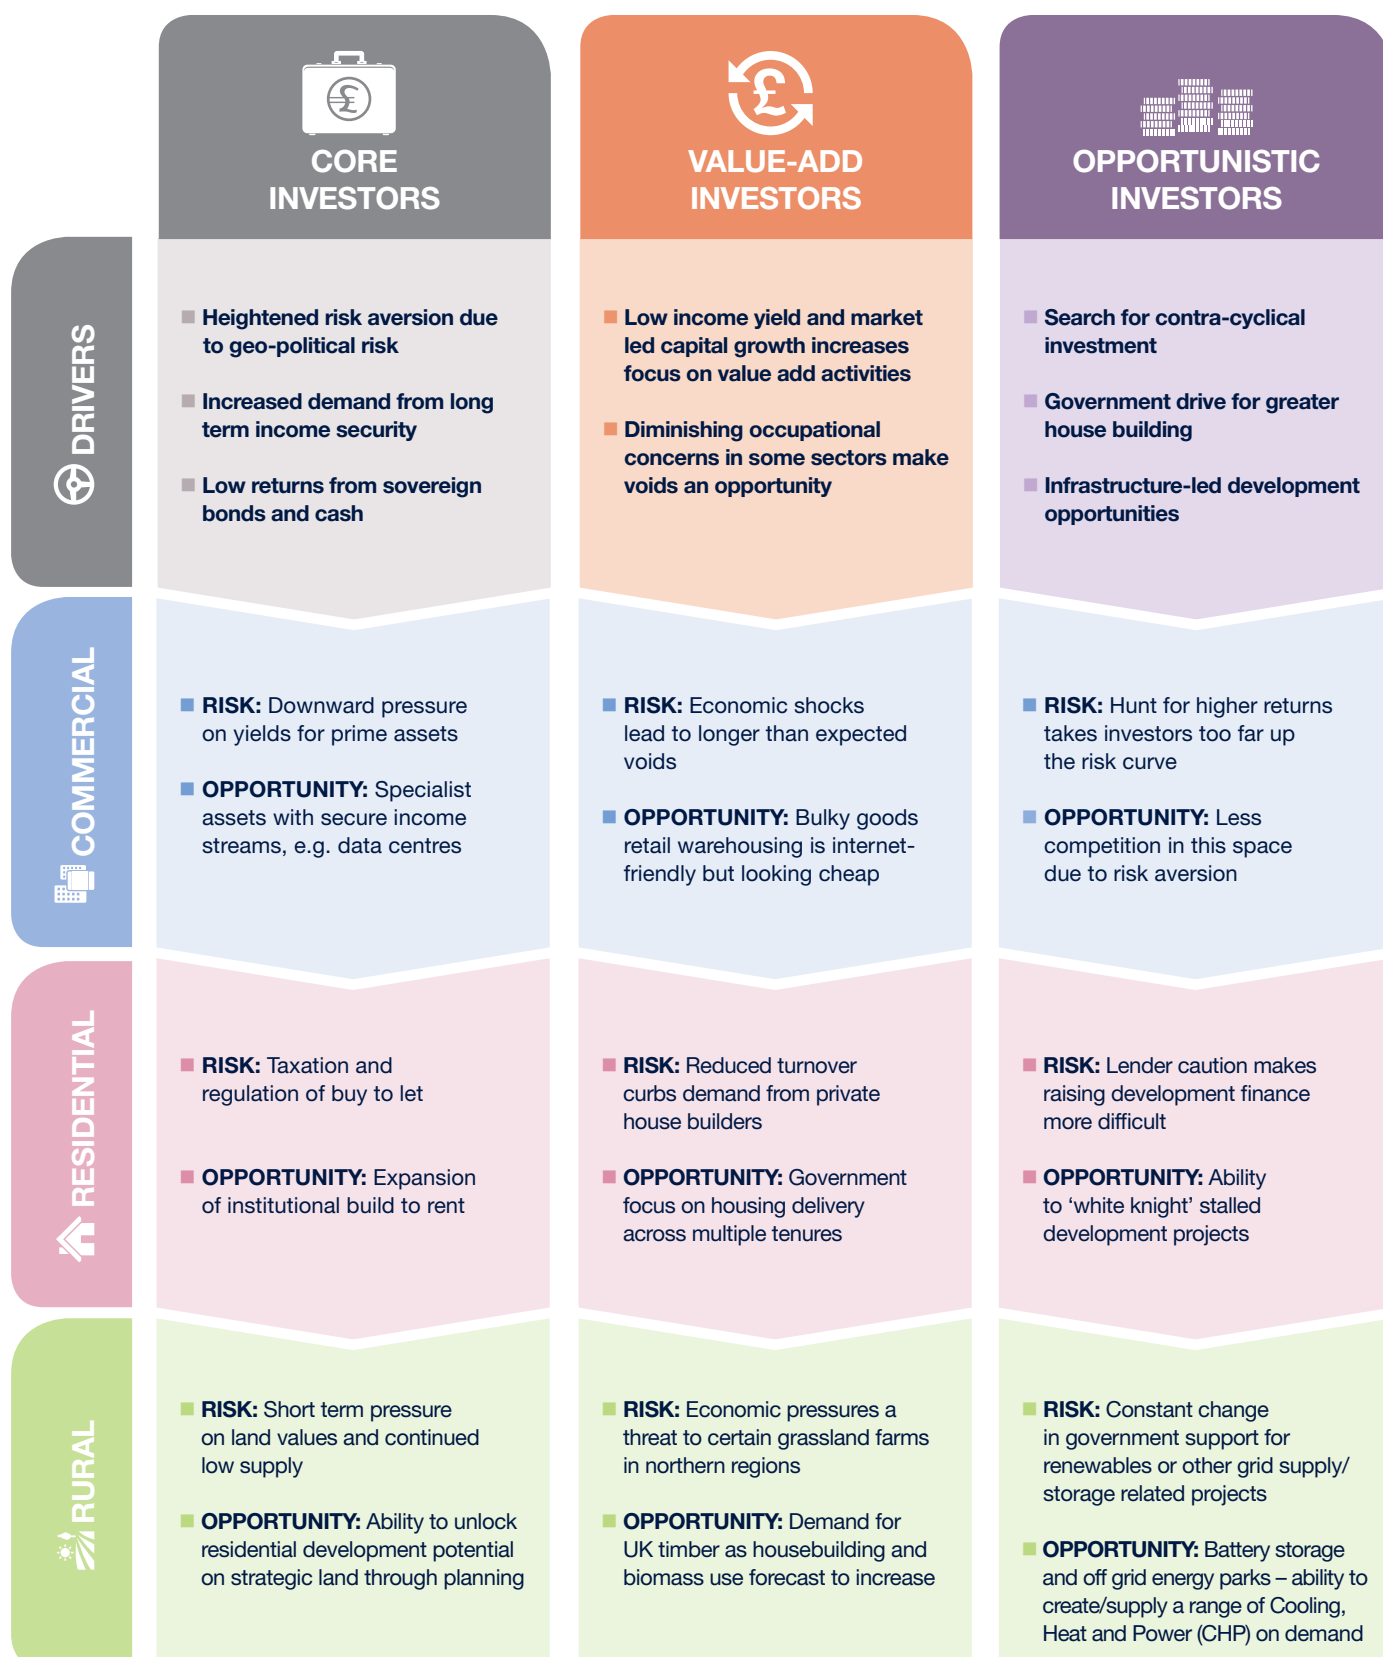 CORE
INVESTORS
VALUE-ADD
INVESTORS
OPPORTUNISTIC
INVESTORS
DRIVERS
■ Heightened risk aversion due
to geo-political risk
■ Increased demand from long
term income security
■ Low returns from sovereign
bonds and cash
■ Low income yield and market
led capital growth increases
focus on value add activities
■ Diminishing occupational
concerns in some sectors make
voids an opportunity
■ Search for contra-cyclical
investment
■ Government drive for greater
house building
■ Infrastructure-led development
opportunities
COMMERCIAL
■ RISK: Downward pressure
on yields for prime assets
■ OPPORTUNITY: Specialist
assets with secure income
streams, e.g. data centres
■ RISK: Economic shocks
lead to longer than expected
voids
■ OPPORTUNITY: Bulky goods
retail warehousing is internet-
friendly but looking cheap
■ RISK: Hunt for higher returns
takes investors too far up
the risk curve
■ OPPORTUNITY: Less
competition in this space
due to risk aversion
RESIDENTIAL
■ RISK: Taxation and
regulation of buy to let
■ OPPORTUNITY: Expansion
of institutional build to rent
■ RISK: Reduced turnover
curbs demand from private
house builders
■ OPPORTUNITY: Government
focus on housing delivery
across multiple tenures
■ RISK: Lender caution makes
raising development finance
more difficult
■ OPPORTUNITY: Ability
to ‘white knight’ stalled
development projects
RURAL
■ RISK: Short term pressure
on land values and continued
low supply
■ OPPORTUNITY: Ability to unlock
residential development potential
on strategic land through planning
■ RISK: Economic pressures a
threat to certain grassland farms
in northern regions
■ OPPORTUNITY: Demand for
UK timber as housebuilding and
biomass use forecast to increase
■ RISK: Constant change
in government support for
renewables or other grid supply/
storage related projects
■ OPPORTUNITY: Battery storage
and off grid energy parks – ability to
create/supply a range of Cooling,
Heat and Power (CHP) on demand